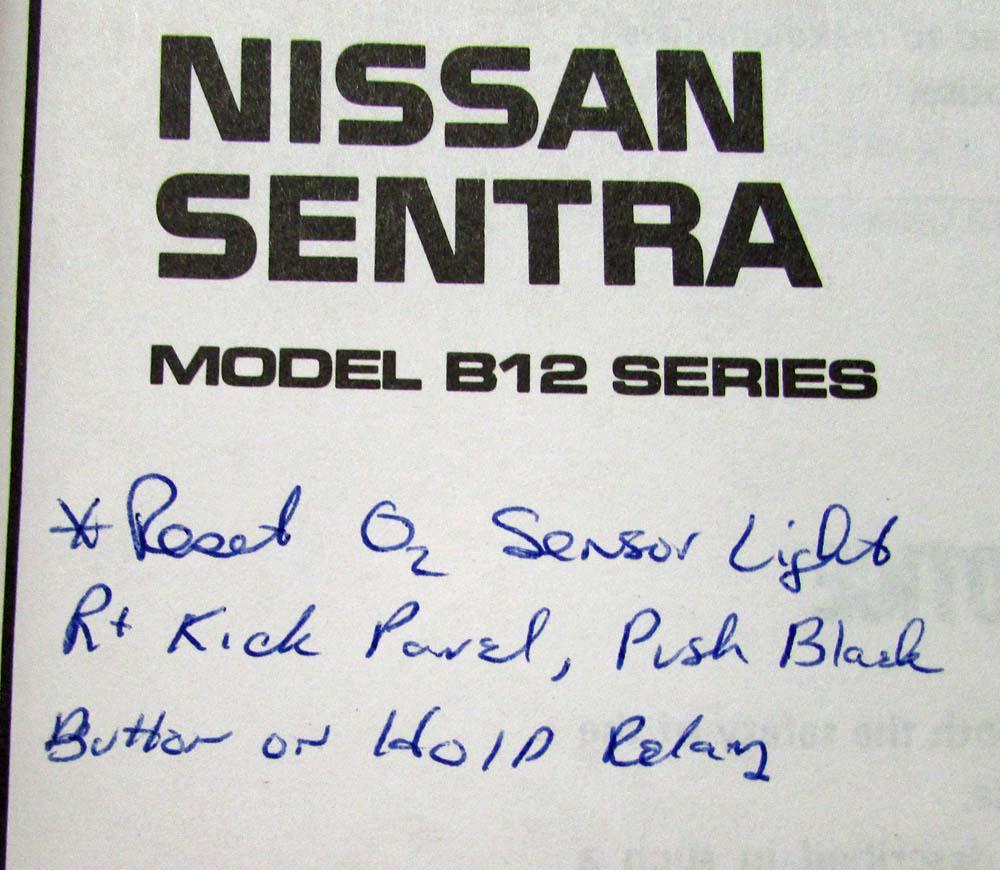 NISSAN
SENTRA
MODEL B12 SERIES
* Reset O₂ Sensor Light
Rt Kick Panel, Push Black
Button on Hold Relay